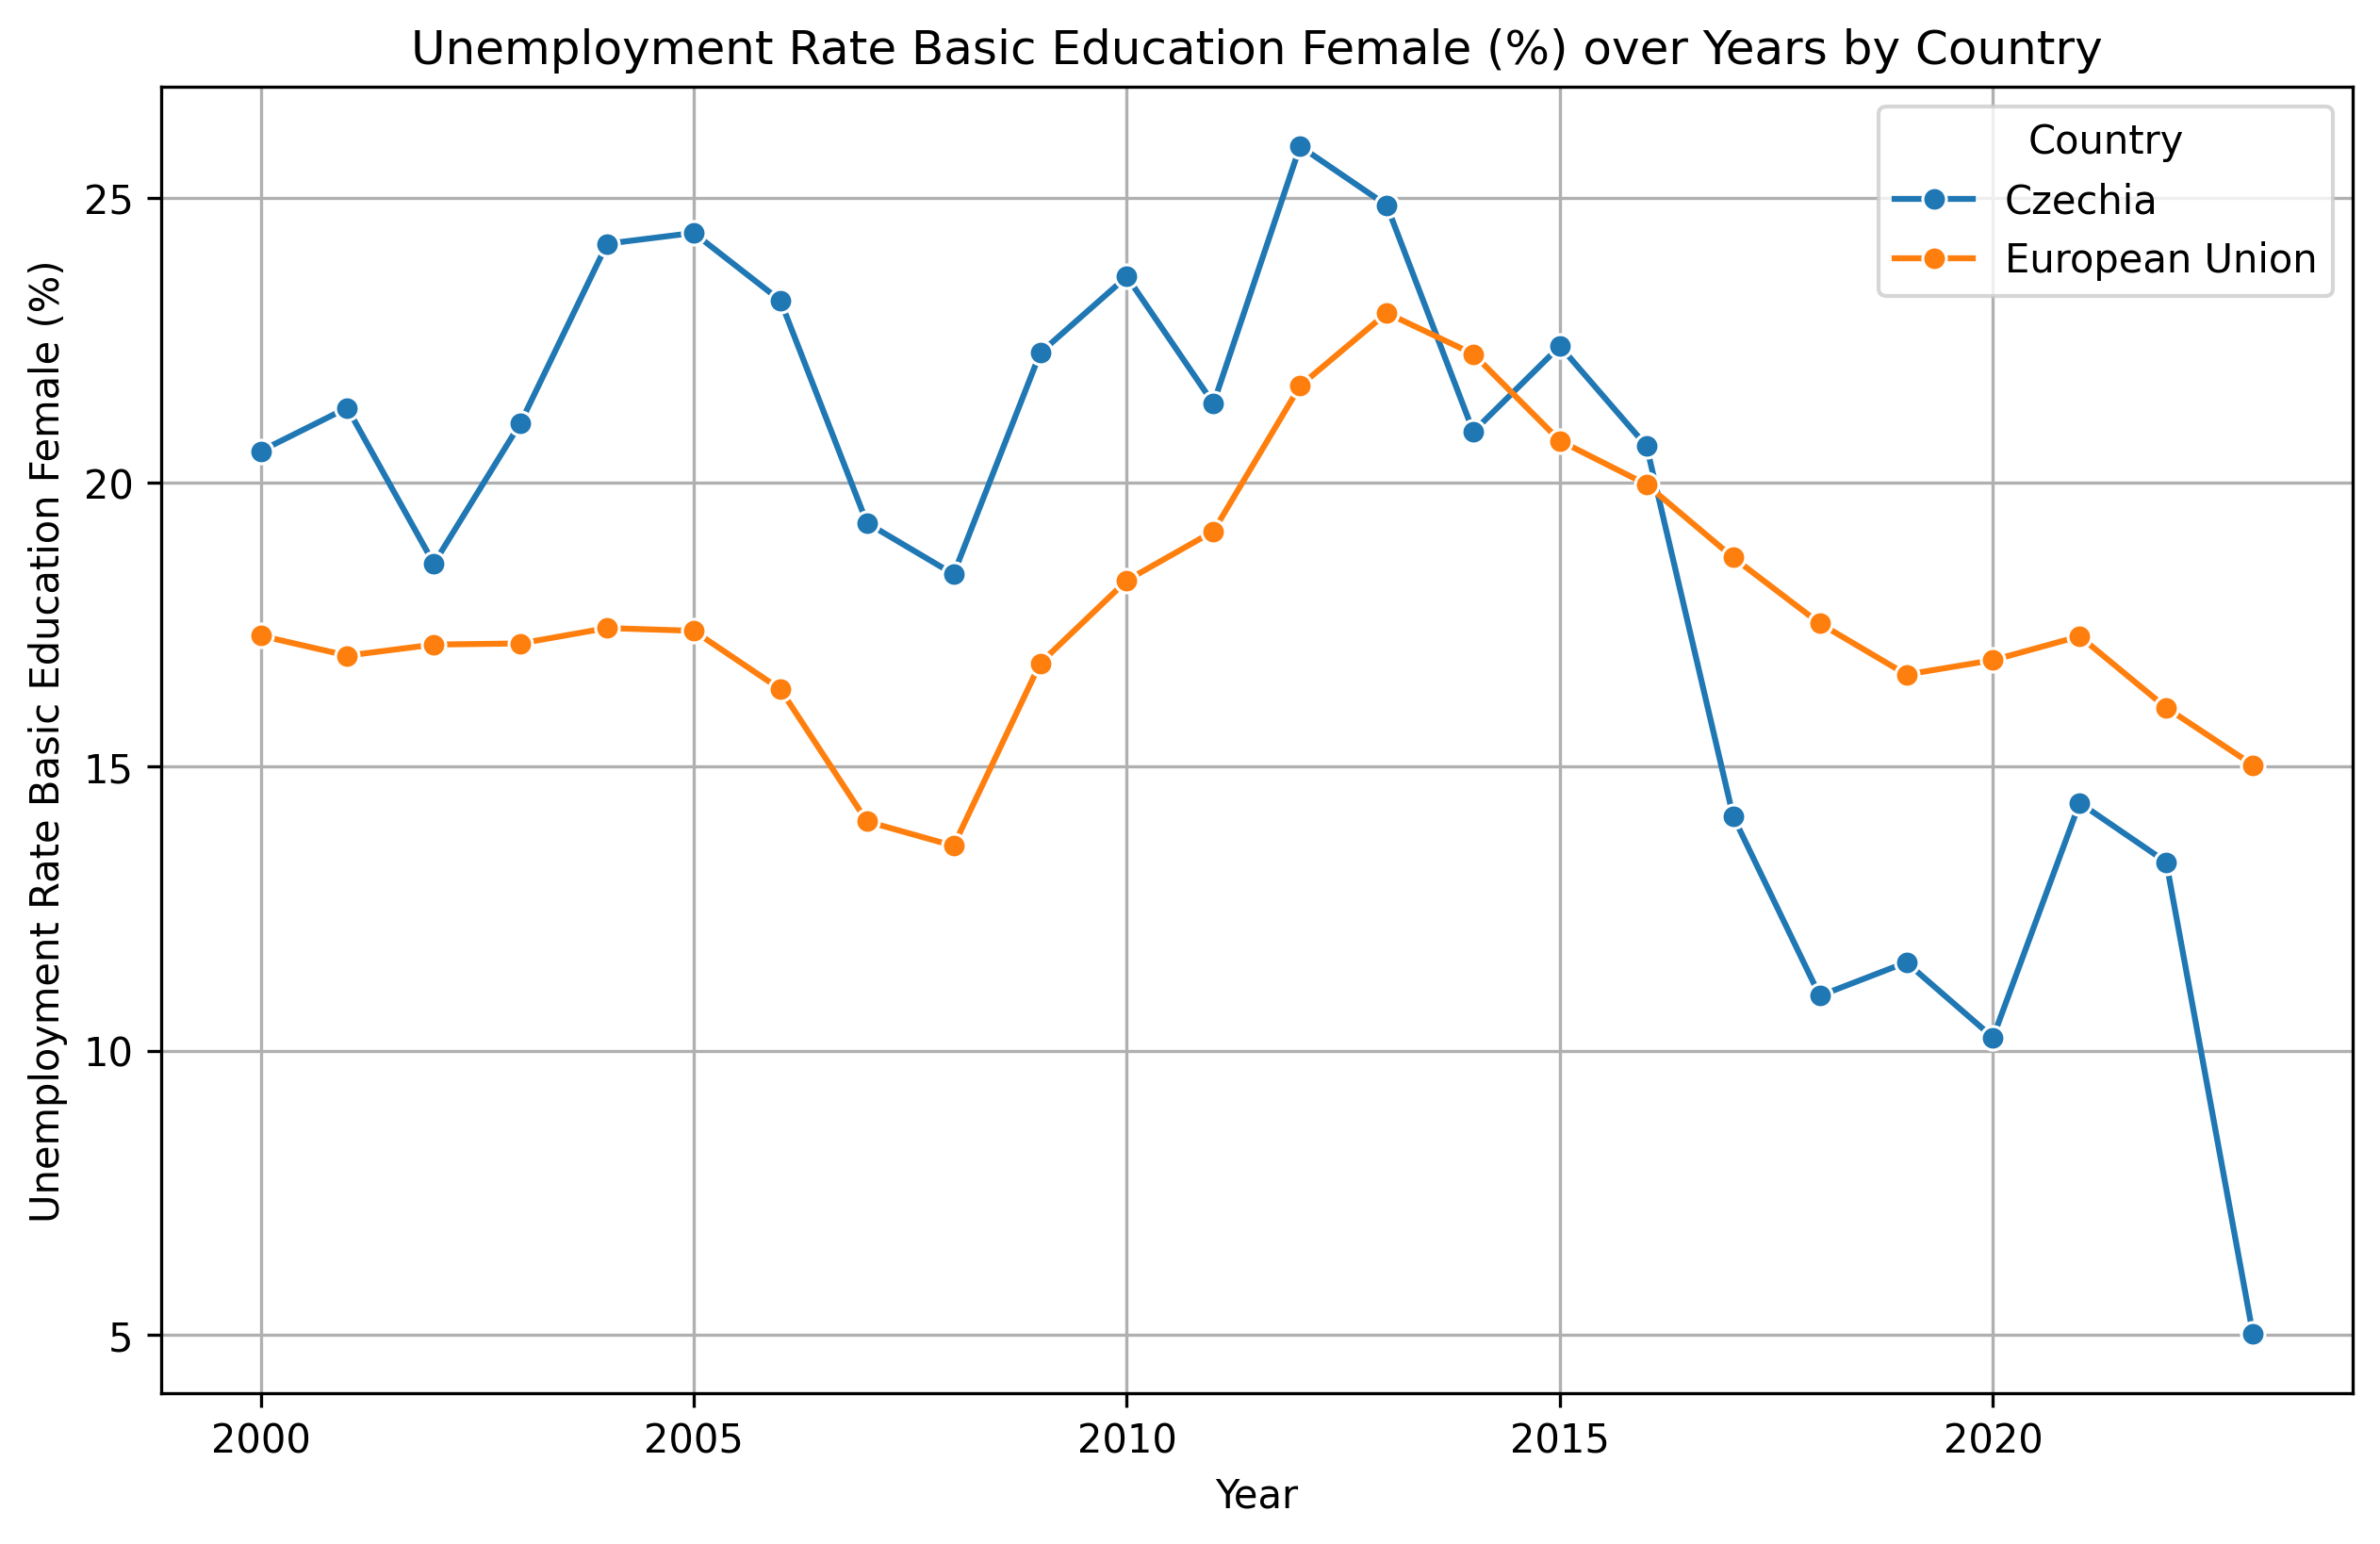 Unemployment Rate Basic Education Female (%) over Years by Country
Unemployment Rate Basic Education Female (%)
25
20
15
10
5
Country
Czechia
European Union
2000 2005 2010 2015 2020
Year